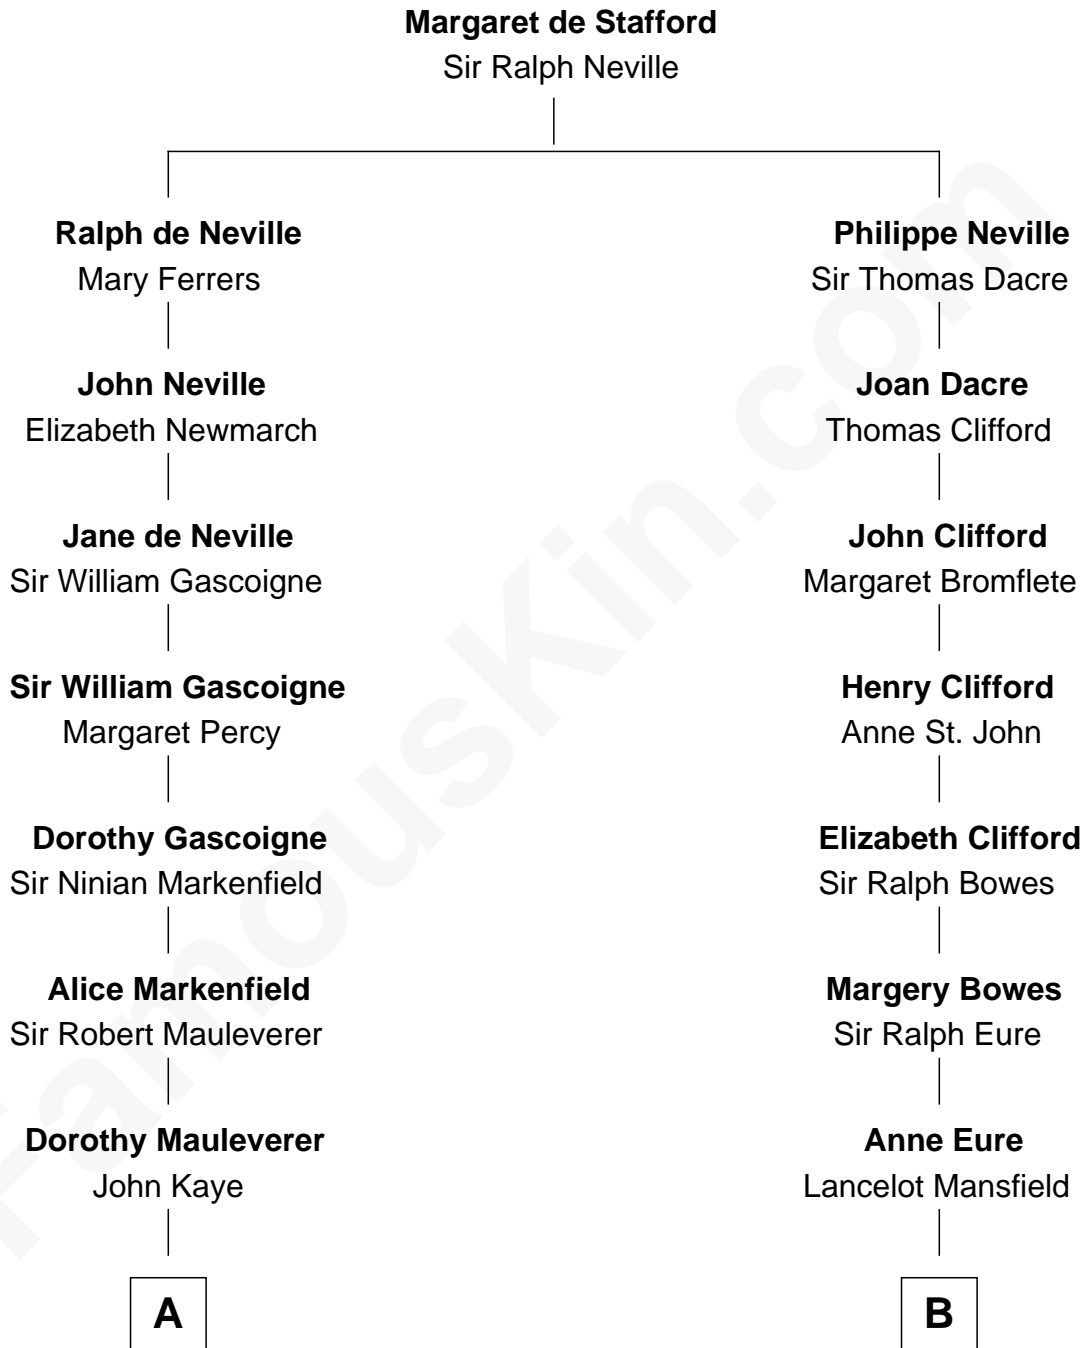 Margaret de Stafford
Sir Ralph Neville
Ralph de Neville
Mary Ferrers
John Neville
Elizabeth Newmarch
Jane de Neville
Sir William Gascoigne
Sir William Gascoigne
Margaret Percy
Dorothy Gascoigne
Sir Ninian Markenfield
Alice Markenfield
Sir Robert Mauleverer
Dorothy Mauleverer
John Kaye
A
Philippe Neville
Sir Thomas Dacre
Joan Dacre
Thomas Clifford
John Clifford
Margaret Bromflete
Henry Clifford
Anne St. John
Elizabeth Clifford
Sir Ralph Bowes
Margery Bowes
Sir Ralph Eure
Anne Eure
Lancelot Mansfield
B
FamousKin.com